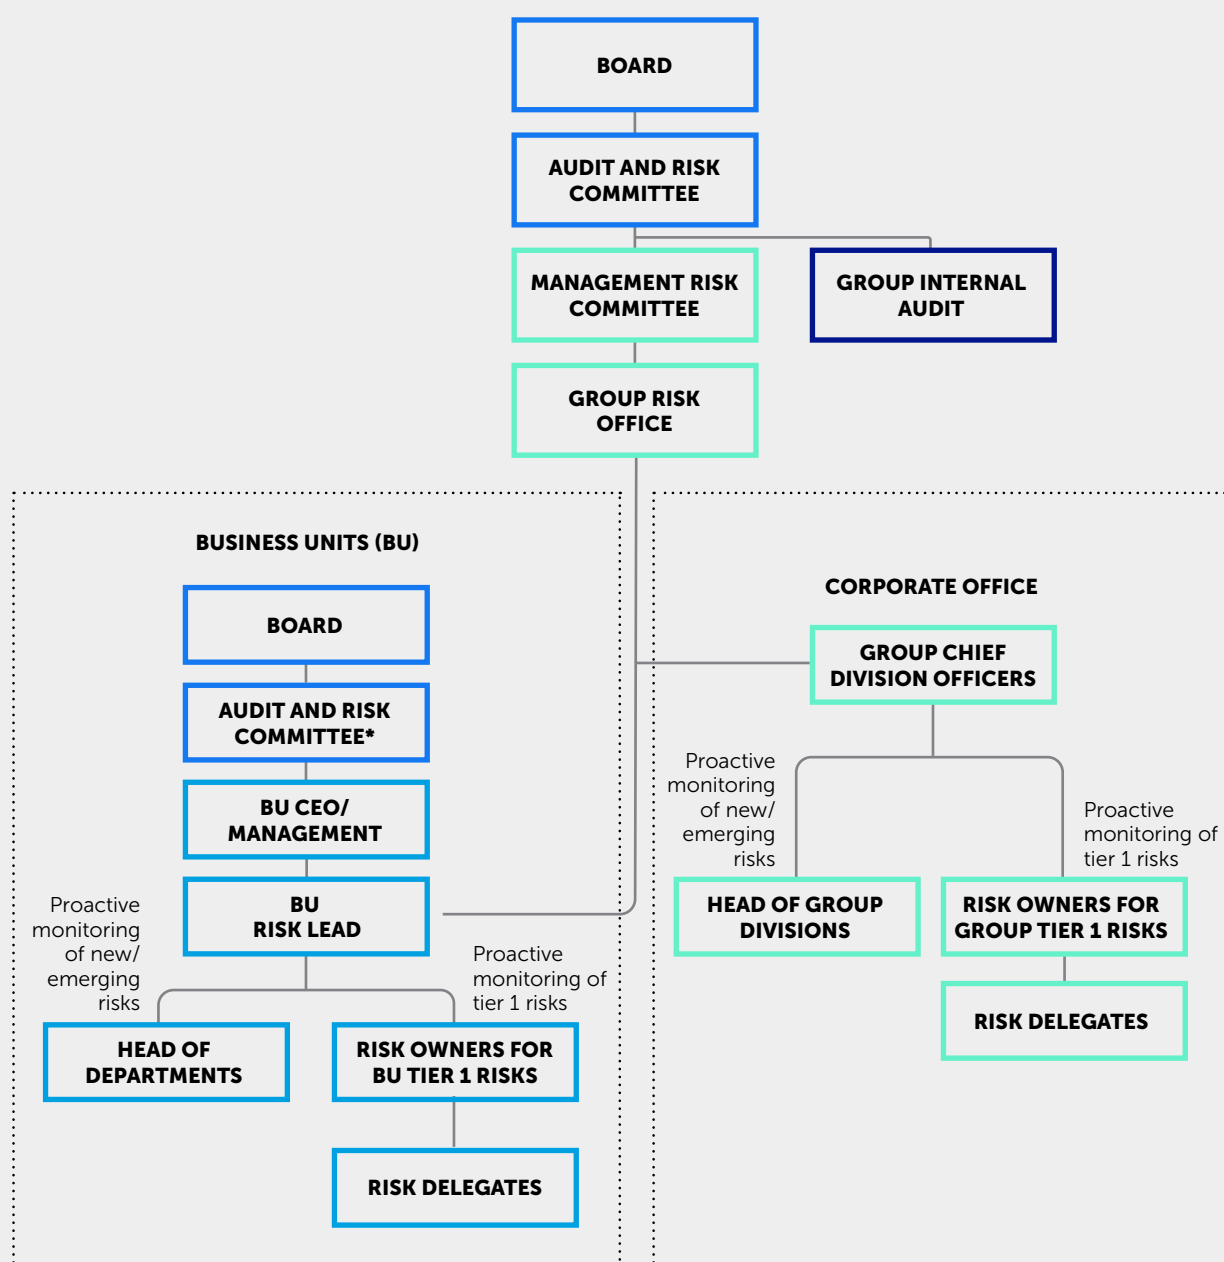 BOARD
AUDIT AND RISK
COMMITTEE
MANAGEMENT RISK
COMMITTEE
GROUP INTERNAL
AUDIT
GROUP RISK
OFFICE
BUSINESS UNITS (BU)
BOARD
AUDIT AND RISK
COMMITTEE*
BU CEO/
MANAGEMENT
BU
RISK LEAD
Proactive
monitoring
of new/
emerging
risks
Proactive
monitoring of
tier 1 risks
HEAD OF
DEPARTMENTS
RISK OWNERS FOR
BU TIER 1 RISKS
RISK DELEGATES
CORPORATE OFFICE
GROUP CHIEF
DIVISION OFFICERS
Proactive
monitoring
of new/
emerging
risks
Proactive
monitoring of
tier 1 risks
HEAD OF GROUP
DIVISIONS
RISK OWNERS FOR
GROUP TIER 1 RISKS
RISK DELEGATES